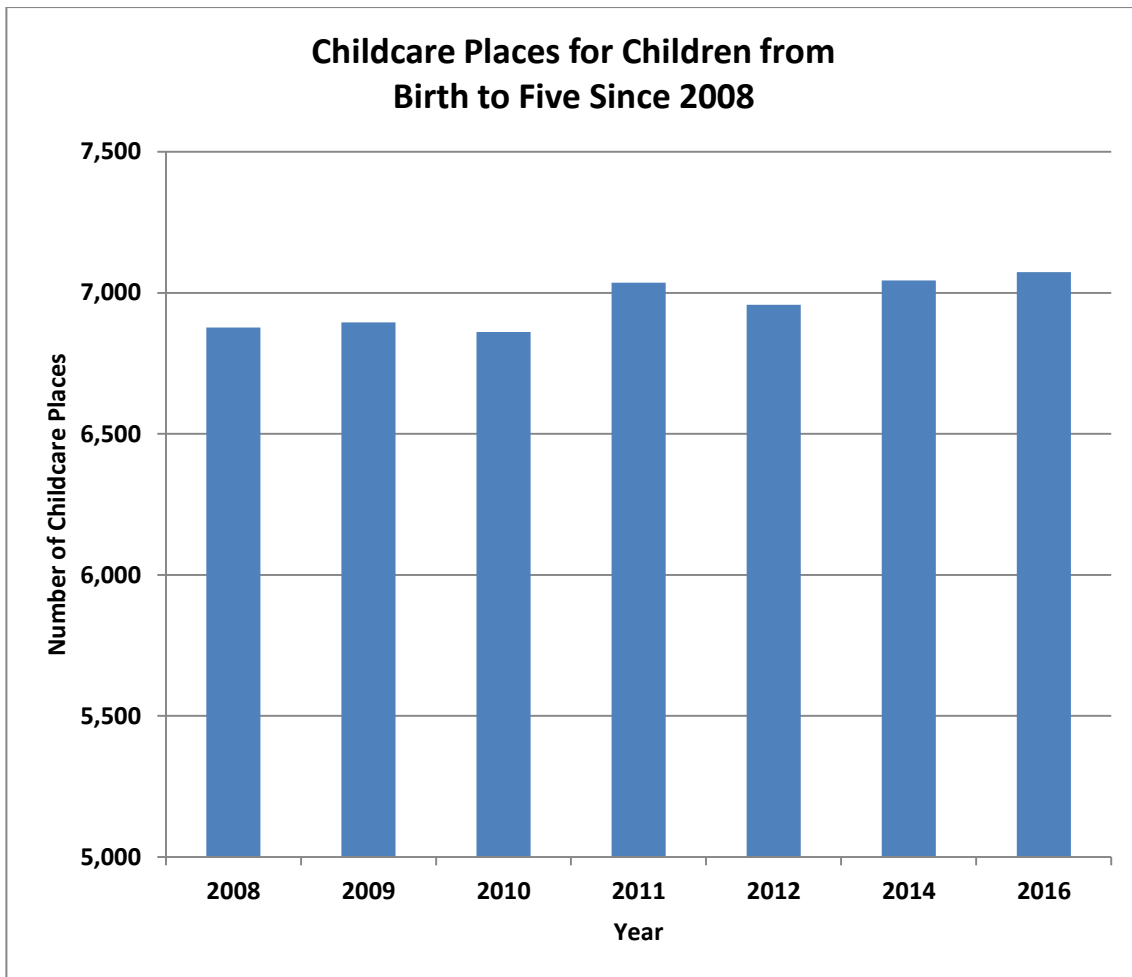 Childcare Places for Children from
Birth to Five Since 2008
7,500
7,000
6,500
6,000
5,500
5,000
Number of Childcare Places
2008 2009 2010 2011 2012 2014 2016
Year